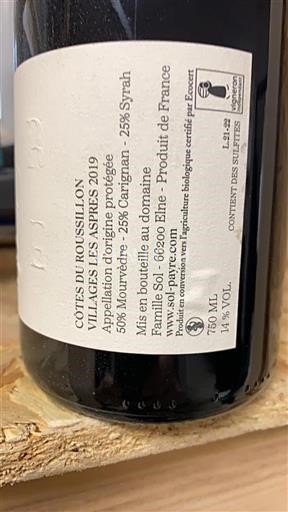 CÔTES DU ROUSSILLON
VILLAGES LES ASPRES 2019
Appellation d'origine protégée
50% Mourvèdre - 25% Carignan - 25% Syrah
Mis en bouteille au domaine
Famille Sol - 66200 Elne - Produit de France
www.sol-payre.com
Produit en conversion vers l'agriculture biologique certifié par Ecocert
750 ML
14 % VOL.
L.21-22
CONTIENT DES SULFITES
vigneron
indépendant